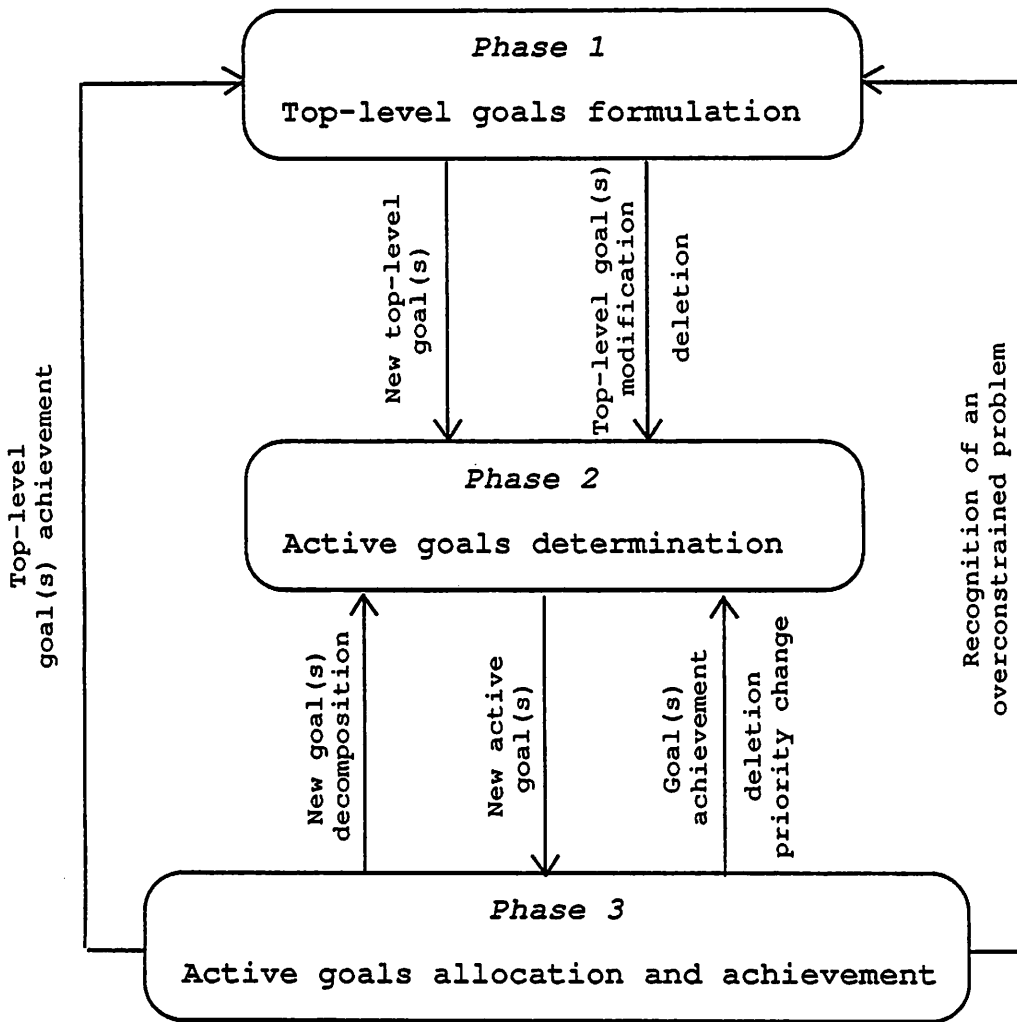 Phase 1
Top-level goals formulation
New top-level
goal(s)
Top-level goal(s)
modification
deletion
Top-level
goal(s) achievement
Recognition of an
overconstrained problem
Phase 2
Active goals determination
New goal(s)
decomposition
New active
goal(s)
Goal(s)
achievement
deletion
priority change
Phase 3
Active goals allocation and achievement